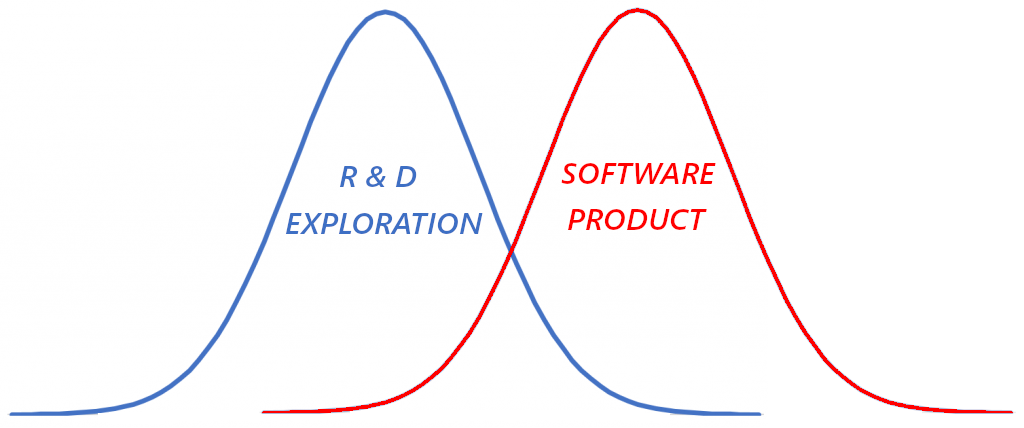 R & D
EXPLORATION
SOFTWARE
PRODUCT